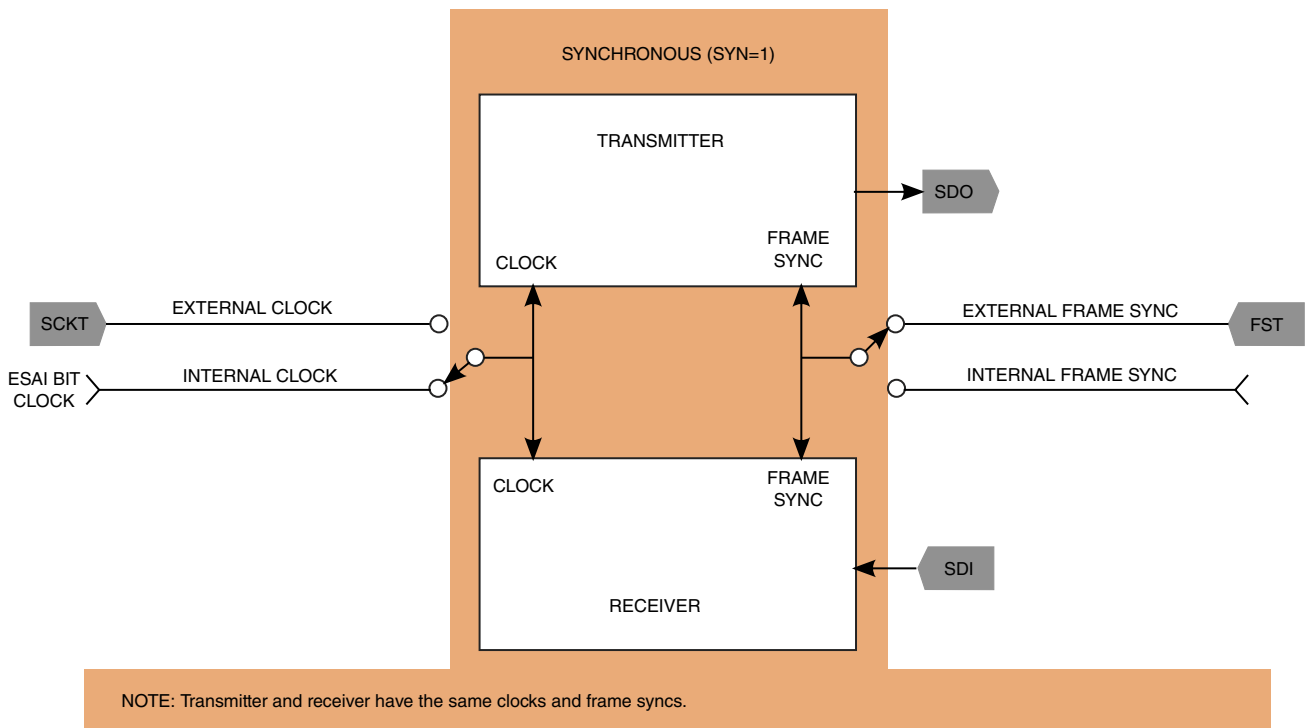 SYNCHRONOUS (SYN=1)
TRANSMITTER
SDO
FRAME
SYNC
CLOCK
SCKT
EXTERNAL CLOCK
EXTERNAL FRAME SYNC
FST
ESAI BIT
CLOCK
INTERNAL CLOCK
INTERNAL FRAME SYNC
CLOCK
FRAME
SYNC
SDI
RECEIVER
NOTE: Transmitter and receiver have the same clocks and frame syncs.